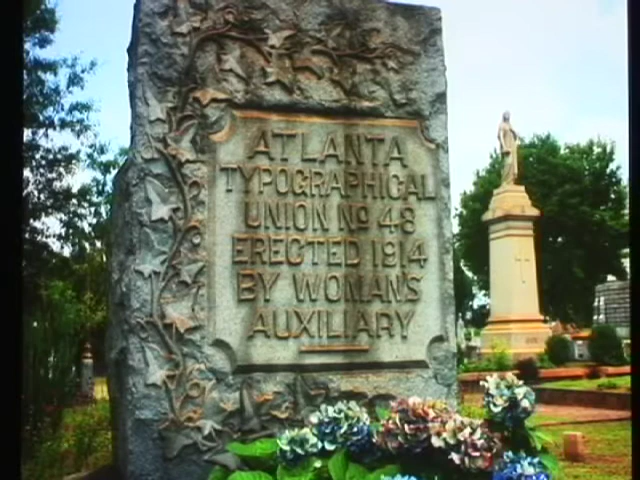 ATLANTA
TYPOGRAPHICAL
UNION No 48
ERECTED 1914
BY WOMAN'S
AUXILIARY